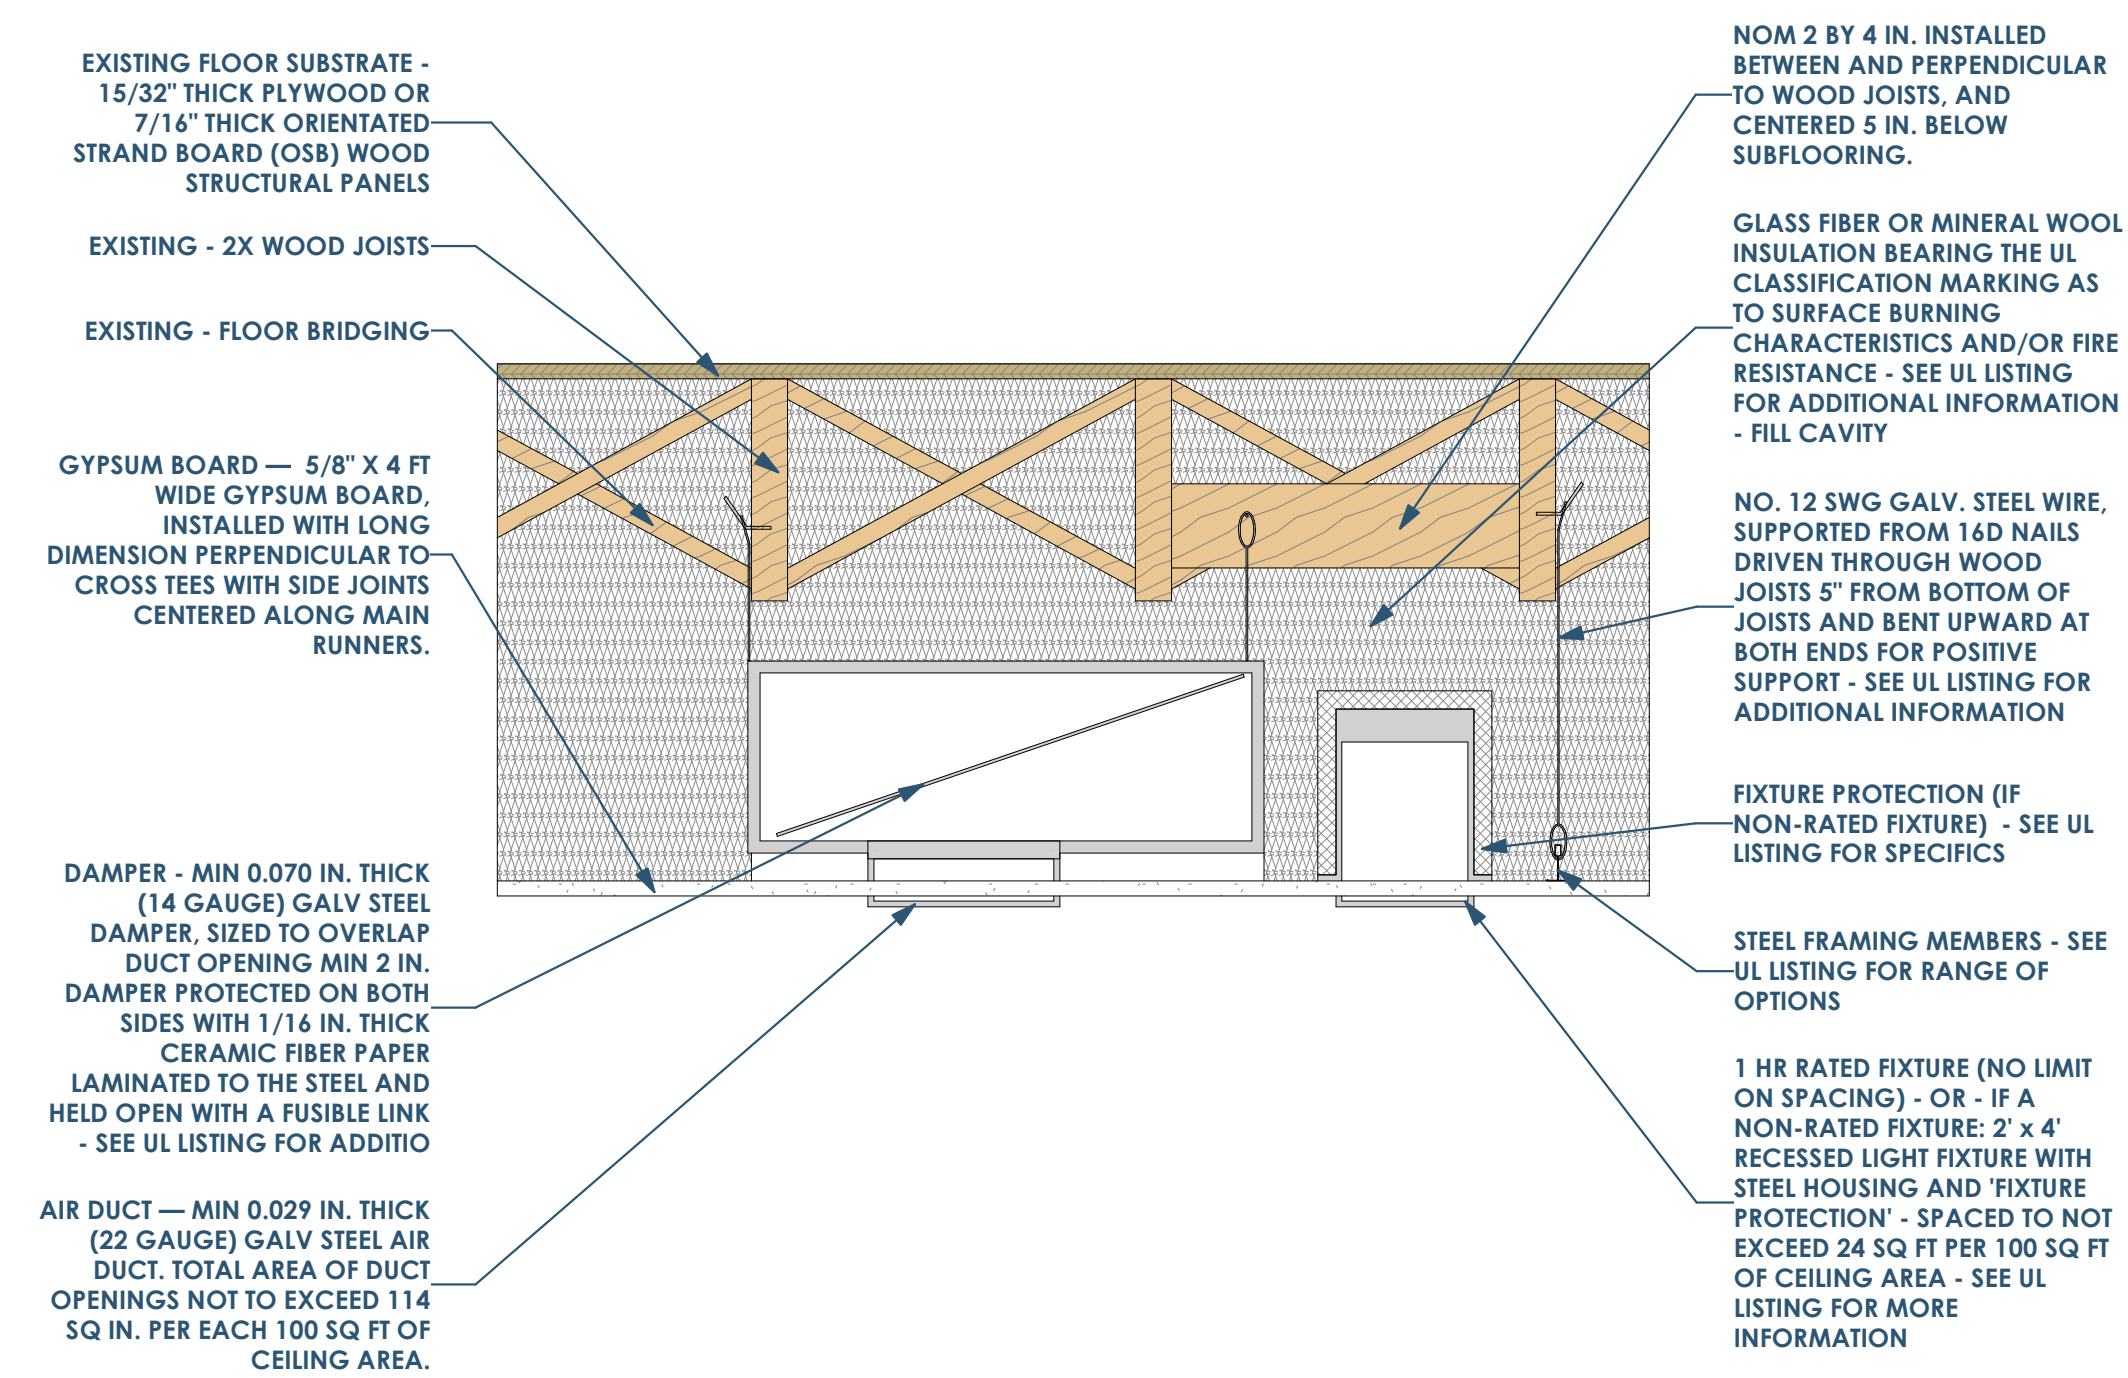 EXISTING FLOOR SUBSTRATE -
15/32" THICK PLYWOOD OR
7/16" THICK ORIENTATED
STRAND BOARD (OSB) WOOD
STRUCTURAL PANELS
EXISTING - 2X WOOD JOISTS
EXISTING - FLOOR BRIDGING
GYPSUM BOARD — 5/8" X 4 FT
WIDE GYPSUM BOARD,
INSTALLED WITH LONG
DIMENSION PERPENDICULAR TO
CROSS TEES WITH SIDE JOINTS
CENTERED ALONG MAIN
RUNNERS.
DAMPER - MIN 0.070 IN. THICK
(14 GAUGE) GALV STEEL
DAMPER, SIZED TO OVERLAP
DUCT OPENING MIN 2 IN.
DAMPER PROTECTED ON BOTH
SIDES WITH 1/16 IN. THICK
CERAMIC FIBER PAPER
LAMINATED TO THE STEEL AND
HELD OPEN WITH A FUSIBLE LINK
- SEE UL LISTING FOR ADDITIO
AIR DUCT — MIN 0.029 IN. THICK
(22 GAUGE) GALV STEEL AIR
DUCT. TOTAL AREA OF DUCT
OPENINGS NOT TO EXCEED 114
SQ IN. PER EACH 100 SQ FT OF
CEILING AREA.
NOM 2 BY 4 IN. INSTALLED
BETWEEN AND PERPENDICULAR
TO WOOD JOISTS, AND
CENTERED 5 IN. BELOW
SUBFLOORING.
GLASS FIBER OR MINERAL WOOL
INSULATION BEARING THE UL
CLASSIFICATION MARKING AS
TO SURFACE BURNING
CHARACTERISTICS AND/OR FIRE
RESISTANCE - SEE UL LISTING
FOR ADDITIONAL INFORMATION
- FILL CAVITY
NO. 12 SWG GALV. STEEL WIRE,
SUPPORTED FROM 16D NAILS
DRIVEN THROUGH WOOD
JOISTS 5" FROM BOTTOM OF
JOISTS AND BENT UPWARD AT
BOTH ENDS FOR POSITIVE
SUPPORT - SEE UL LISTING FOR
ADDITIONAL INFORMATION
FIXTURE PROTECTION (IF
NON-RATED FIXTURE) - SEE UL
LISTING FOR SPECIFICS
STEEL FRAMING MEMBERS - SEE
UL LISTING FOR RANGE OF
OPTIONS
1 HR RATED FIXTURE (NO LIMIT
ON SPACING) - OR - IF A
NON-RATED FIXTURE: 2' x 4'
RECESSED LIGHT FIXTURE WITH
STEEL HOUSING AND 'FIXTURE
PROTECTION' - SPACED TO NOT
EXCEED 24 SQ FT PER 100 SQ FT
OF CEILING AREA - SEE UL
LISTING FOR MORE
INFORMATION